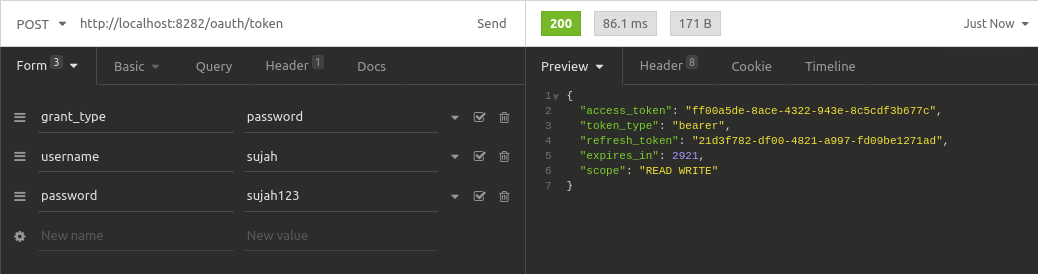 POST http://localhost:8282/oauth/token Send
200 86.1 ms 171 B Just Now
Form 3 Basic Query Header 1 Docs
Preview Header 8 Cookie Timeline
grant_type password
username sujah
password sujah123
New name New value
1 {
2 "access_token": "ff00a5de-8ace-4322-943e-8c5cdf3b677c",
3 "token_type": "bearer",
4 "refresh_token": "21d3f782-df00-4821-a997-fd09be1271ad",
5 "expires_in": 2921,
6 "scope": "READ WRITE"
7 }